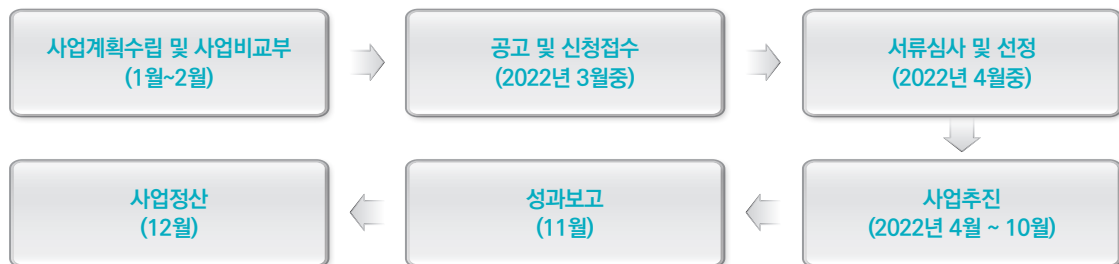 사업계획수립 및 사업비교부
(1월~2월)
공고 및 신청접수
(2022년 3월중)
서류심사 및 선정
(2022년 4월중)
사업추진
(2022년 4월 ~ 10월)
성과보고
(11월)
사업정산
(12월)